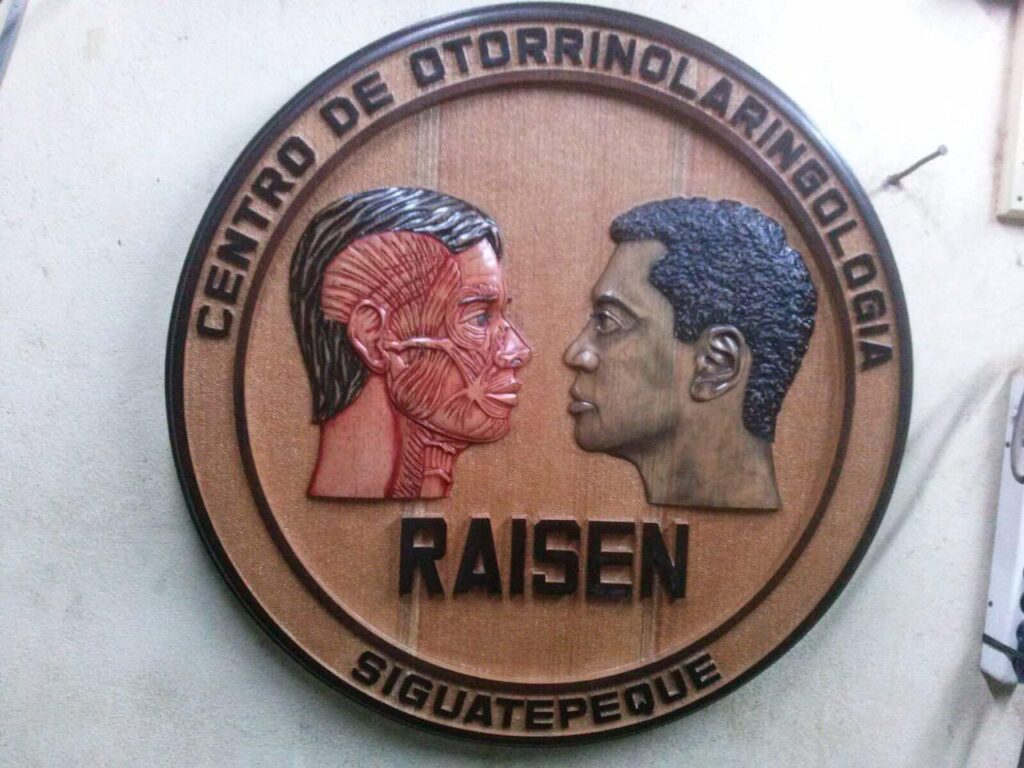 CENTRO DE OTORRINOLARINGOLOGIA
RAISEN
SIGUATEPEQUE